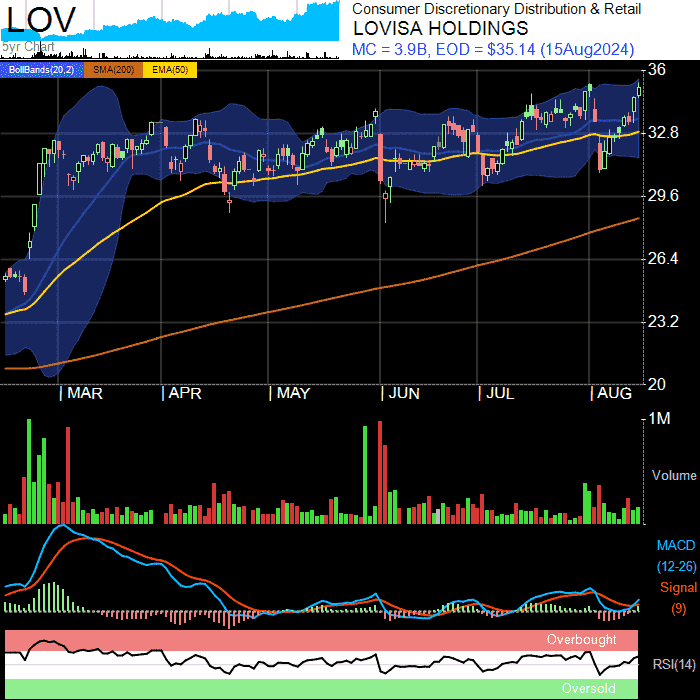 LOV
5yr Chart
Consumer Discretionary Distribution & Retail
LOVISA HOLDINGS
MC = 3.9B, EOD = $35.14 (15Aug2024)
BollBands(20,2) SMA(200) EMA(50)
36
32.8
29.6
26.4
23.2
20
MAR APR MAY JUN JUL AUG
1M
Volume
MACD
(12-26)
Signal
(9)
Overbought
RSI(14)
Oversold